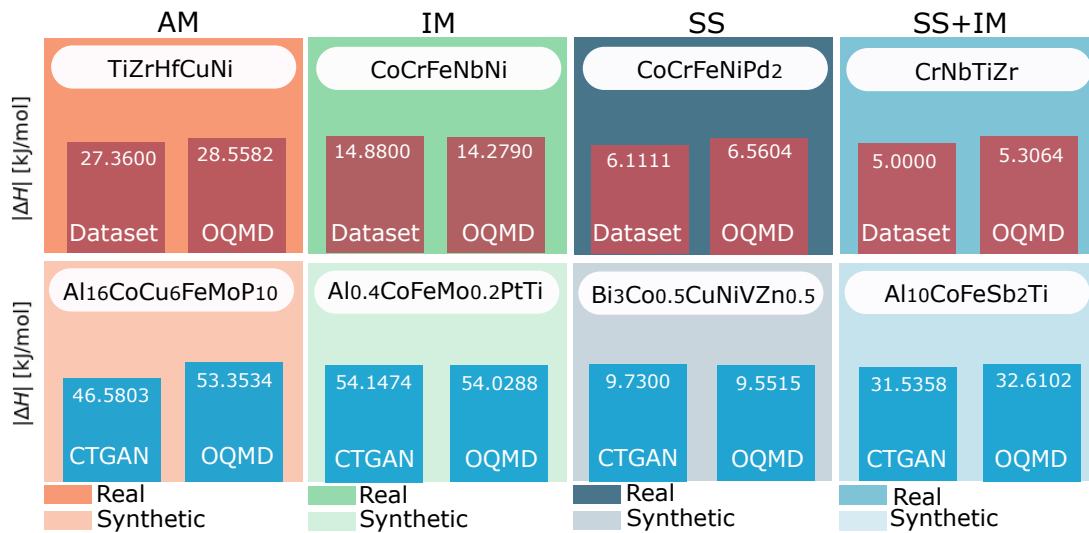 AM IM SS SS+IM
|ΔH| [kJ/mol]
TiZrHfCuNi CoCrFeNbNi CoCrFeNiPd2 CrNbTiZr
27.3600 28.5582 14.8800 14.2790 6.1111 6.5604 5.0000 5.3064
Dataset OQMD Dataset OQMD Dataset OQMD Dataset OQMD
|ΔH| [kJ/mol]
Al16CoCu6FeMoP10 Al0.4CoFeMo0.2PtTi Bi3Co0.5CuNiVZn0.5 Al10CoFeSb2Ti
46.5803 53.3534 54.1474 54.0288 9.7300 9.5515 31.5358 32.6102
CTGAN OQMD CTGAN OQMD CTGAN OQMD CTGAN OQMD
Real Real Real Real
Synthetic Synthetic Synthetic Synthetic